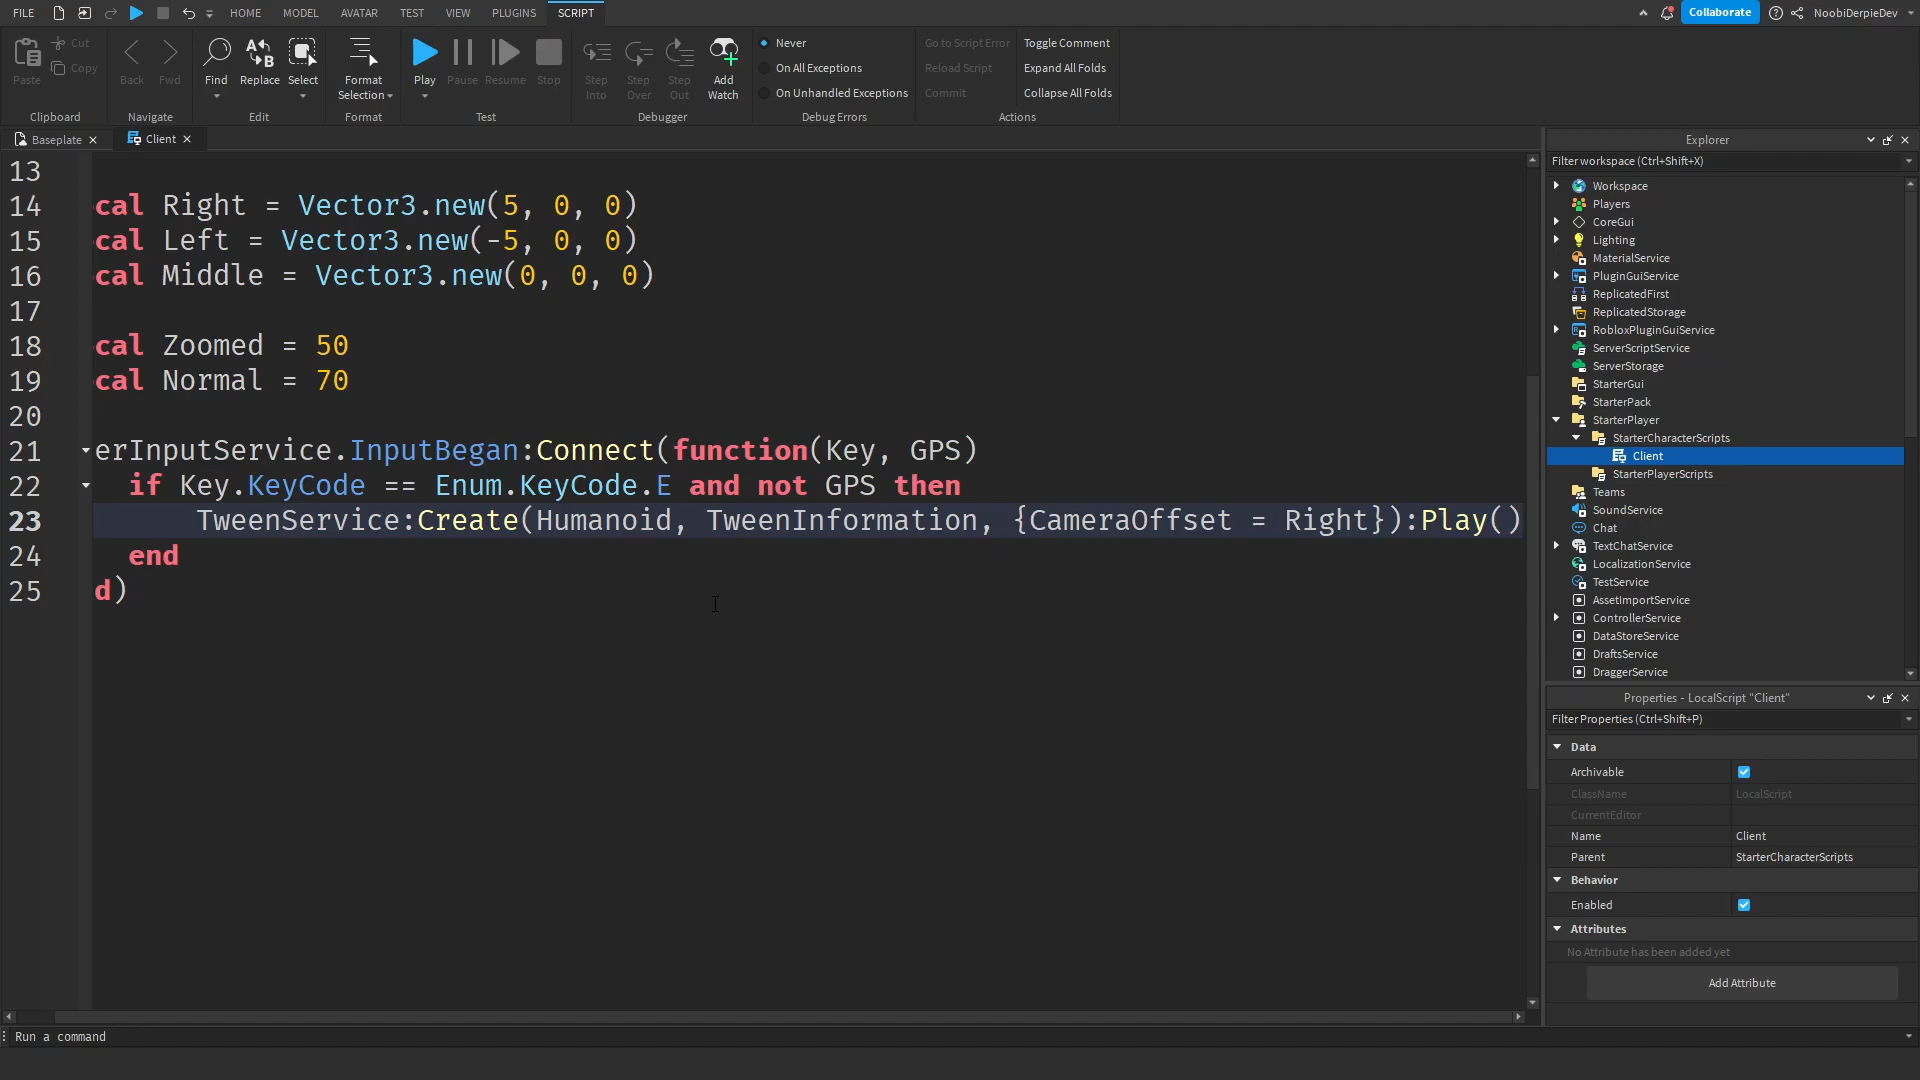 FILE HOME MODEL AVATAR TEST VIEW PLUGINS SCRIPT Collaborate NoobiDerpieDev
Paste Cut Copy
Back Fwd
Find Replace Select
Format Selection
Play Pause Resume Stop
Step Into Step Over Step Out Add Watch
Never
On All Exceptions
On Unhandled Exceptions
Go to Script Error
Reload Script
Commit
Toggle Comment
Expand All Folds
Collapse All Folds
Clipboard Navigate Edit Format Test Debugger Debug Errors Actions
Baseplate Client
13
14 cal Right = Vector3.new(5, 0, 0)
15 cal Left = Vector3.new(-5, 0, 0)
16 cal Middle = Vector3.new(0, 0, 0)
17
18 cal Zoomed = 50
19 cal Normal = 70
20
21 erInputService.InputBegan:Connect(function(Key, GPS)
22 if Key.KeyCode == Enum.KeyCode.E and not GPS then
23 TweenService:Create(Humanoid, TweenInformation, {CameraOffset = Right}):Play()
24 end
25 d)
Explorer
Filter workspace (Ctrl+Shift+X)
Workspace
Players
CoreGui
Lighting
MaterialService
PluginGuiService
ReplicatedFirst
ReplicatedStorage
RobloxPluginGuiService
ServerScriptService
ServerStorage
StarterGui
StarterPack
StarterPlayer
StarterCharacterScripts
Client
StarterPlayerScripts
Teams
SoundService
Chat
TextChatService
LocalizationService
TestService
AssetImportService
ControllerService
DataStoreService
DraftsService
DraggerService
Properties - LocalScript "Client"
Filter Properties (Ctrl+Shift+P)
Data
Archivable
ClassName LocalScript
CurrentEditor
Name Client
Parent StarterCharacterScripts
Behavior
Enabled
Attributes
No Attribute has been added yet
Add Attribute
Run a command